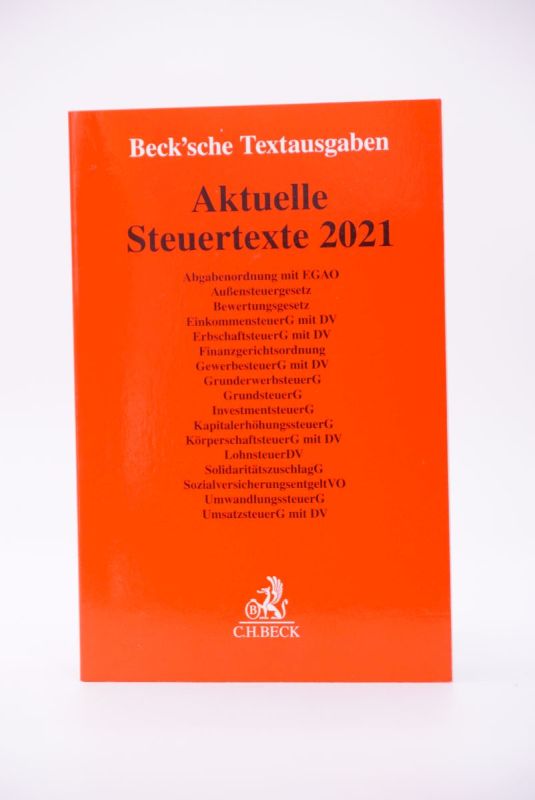 Beck'sche Textausgaben
Aktuelle
Steuertexte 2021
Abgabenordnung mit EGAO
Außensteuergesetz
Bewertungsgesetz
EinkommensteuerG mit DV
ErbschaftsteuerG mit DV
Finanzgerichtsordnung
GewerbesteuerG mit DV
GrunderwerbsteuerG
GrundsteuerG
InvestmentsteuerG
KapitalerhöhungssteuerG
KörperschaftsteuerG mit DV
LohnsteuerDV
SolidaritätszuschlagG
SozialversicherungsentgeltVO
UmwandlungssteuerG
UmsatzsteuerG mit DV
B
C.H.BECK